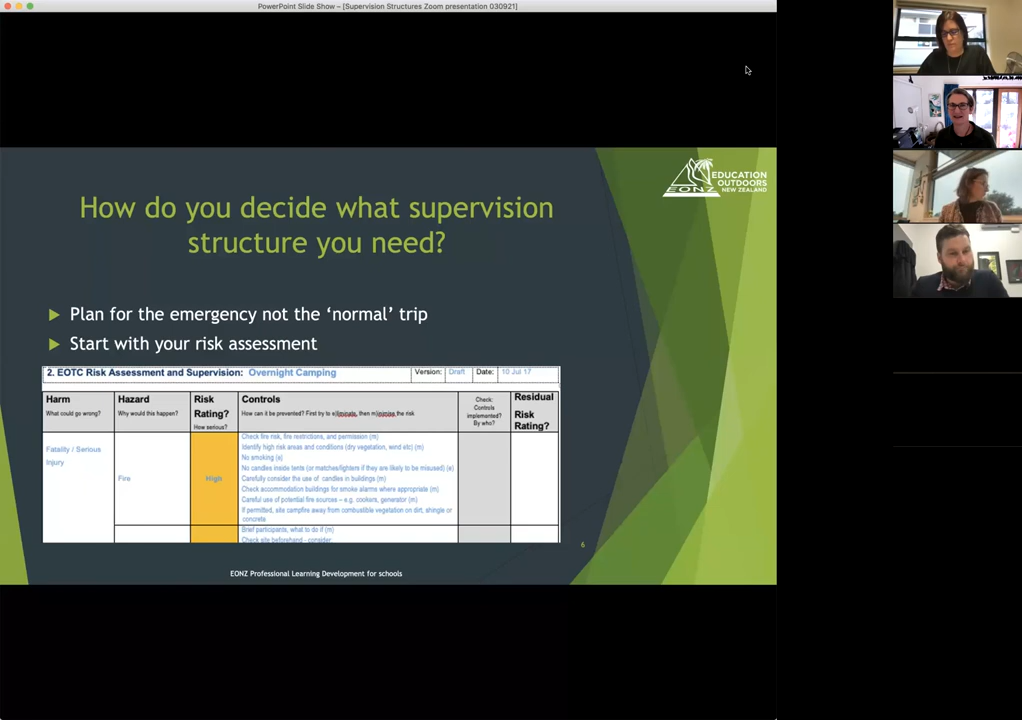 PowerPoint Slide Show – [Supervision Structures Zoom presentation 030921]
EONZ
EDUCATION
OUTDOORS
NEW ZEALAND
How do you decide what supervision
structure you need?
Plan for the emergency not the ‘normal’ trip
Start with your risk assessment
2. EOTC Risk Assessment and Supervision: Overnight Camping Version: Draft Date: 10 Jul 17
Harm
What could go wrong?
Hazard
Why would this happen?
Risk
Rating?
How serious?
Controls
How can it be prevented? First try to e)liminate, then m)inimise the risk
Check:
Controls
implemented?
By who?
Residual
Risk
Rating?
Fatality / Serious
Injury
Fire
High
Check fire risk, fire restrictions, and permission (m)
Identify high risk areas and conditions (dry vegetation, wind etc) (m)
No smoking (e)
No candles inside tents (or matches/lighters if they are likely to be misused) (e)
Carefully consider the use of candles in buildings (m)
Check accommodation buildings for smoke alarms where appropriate (m)
Careful use of potential fire sources – e.g. cookers, generator (m)
If permitted, site campfire away from combustible vegetation on dirt, shingle or
concrete
Brief participants, what to do if (m)
Check site beforehand - consider:
6
EONZ Professional Learning Development for schools